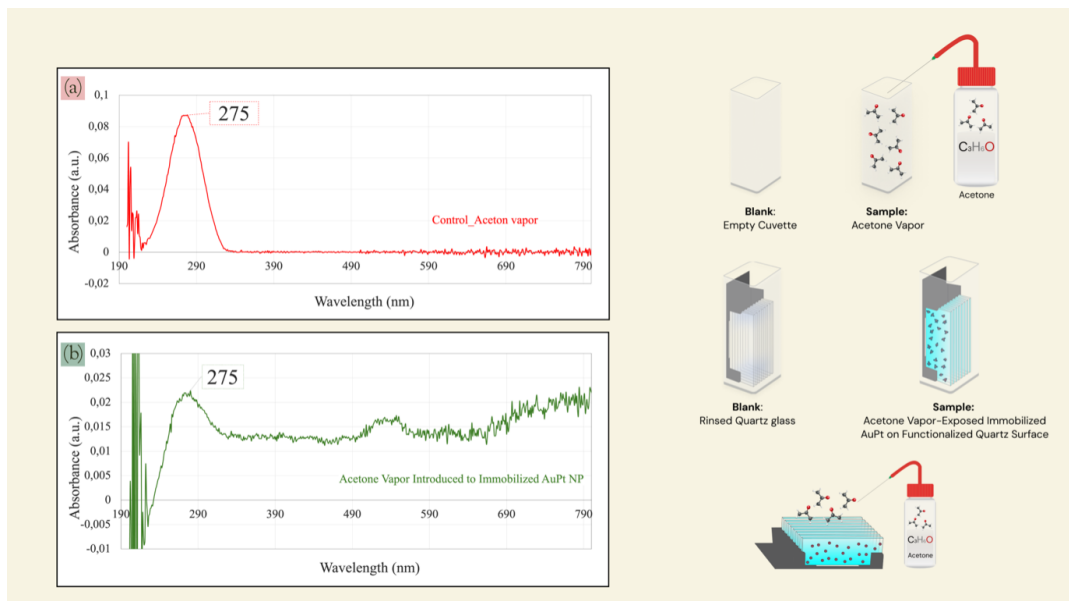 (a)
0,1
0,08
0,06
0,04
0,02
0
-0,02
190 290 390 490 590 690 790
275
Control_Aceton vapor
Absorbance (a.u.)
Wavelength (nm)
(b)
0,03
0,025
0,02
0,015
0,01
0,005
0
-0,005
-0,01
190 290 390 490 590 690 790
275
Acetone Vapor Introduced to Immobilized AuPt NP
Absorbance (a.u.)
Wavelength (nm)
C₃H₆O
Acetone
Blank:
Empty Cuvette
Sample:
Acetone Vapor
Blank:
Rinsed Quartz glass
Sample:
Acetone Vapor-Exposed Immobilized
AuPt on Functionalized Quartz Surface
C₃H₆O
Acetone